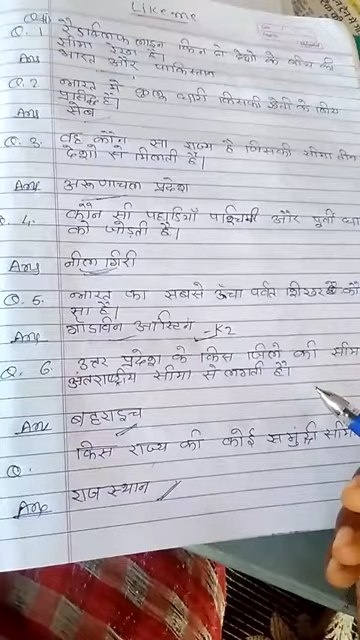 Like me
Q. 1 रैडक्लिफ लाइन किन दो देशो के बीच की
सीमा रेखा है।
Ans भारत और पाकिस्तान
Q. 2 भारत में कुल्लू घाटी किसकी खेती के लिय
प्रसिद्ध है।
Ans सेब
Q. 3. वह कौन सा राज्य है जिसकी सीमा तीन
देशो से मिलती है।
Ans अरूणाचल प्रदेश
4. कौन सी पहाड़ियाँ पश्चिमी और पूर्वी
को जोड़ती है।
Ans नीलगिरी
Q. 5. भारत का सबसे ऊँचा पर्वत शिखर
सा है।
Ans गॉडविन ऑस्टिन - K2
Q. 6. उत्तर प्रदेश के किस जिले की सीम
अंतराष्ट्रीय सीमा से लगती है।
Ans बहराइच
Q. किस राज्य की कोई समुंद्री सीम
Ans राजस्थान